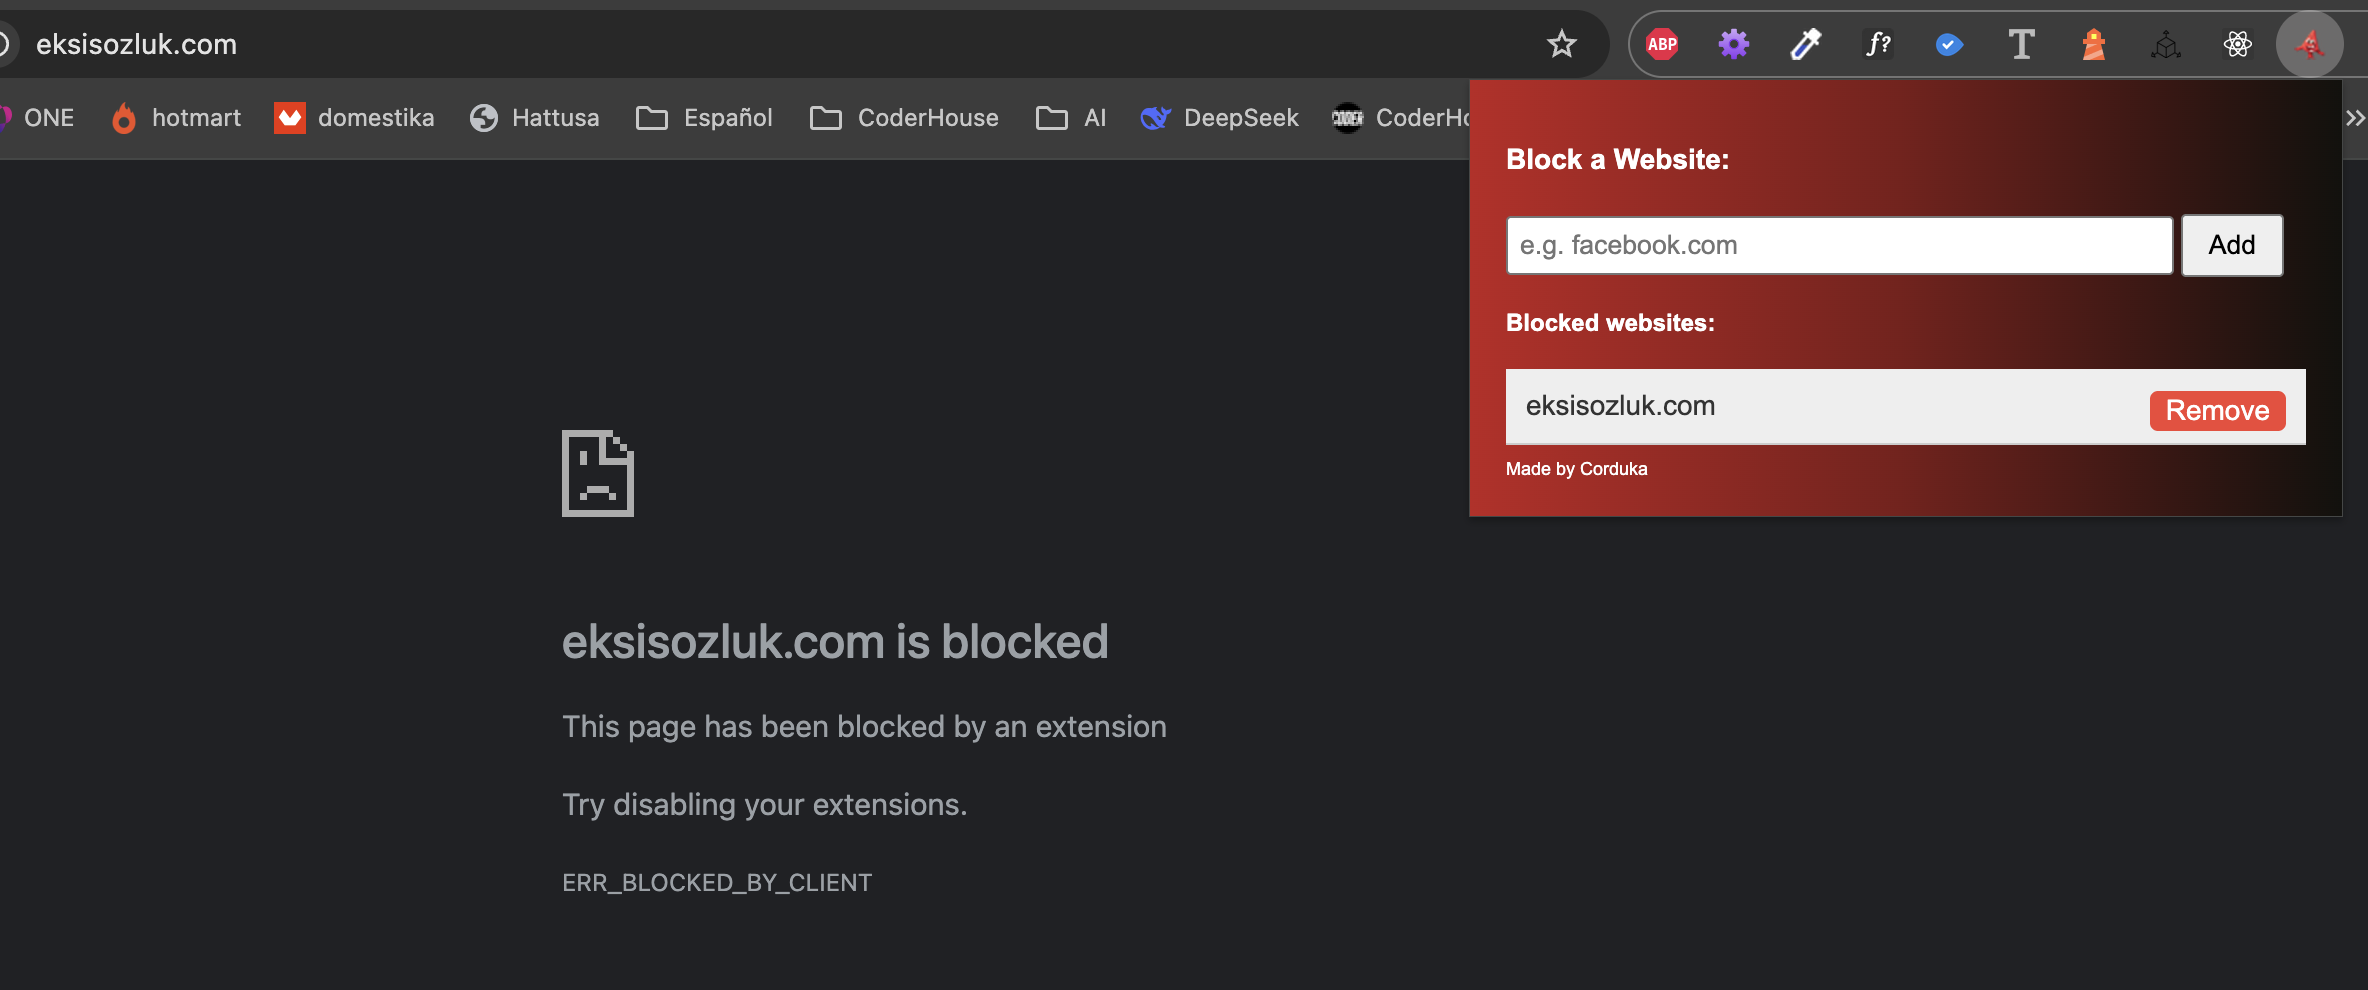 eksisozluk.com
ABP
f?
T
ONE
hotmart
domestika
Hattusa
Español
CoderHouse
AI
DeepSeek
Block a Website:
e.g. facebook.com
Add
Blocked websites:
eksisozluk.com
Remove
Made by Corduka
eksisozluk.com is blocked
This page has been blocked by an extension
Try disabling your extensions.
ERR_BLOCKED_BY_CLIENT